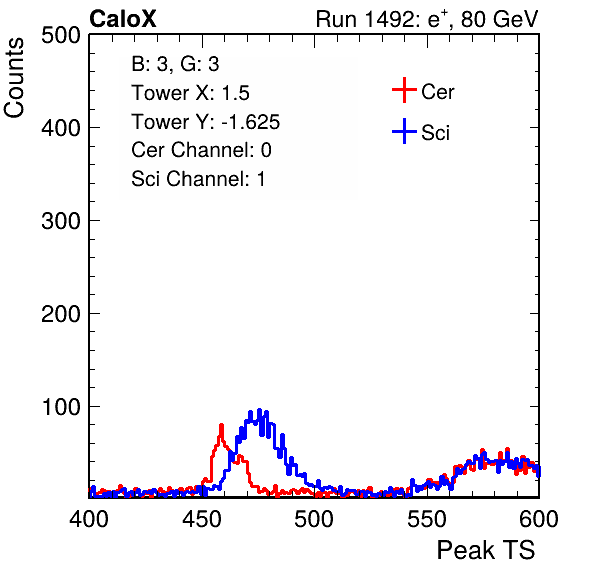 CaloX Run 1492: e⁺, 80 GeV
Counts
500
400
300
200
100
B: 3, G: 3
Tower X: 1.5
Tower Y: -1.625
Cer Channel: 0
Sci Channel: 1
Cer
Sci
400 450 500 550 600
Peak TS